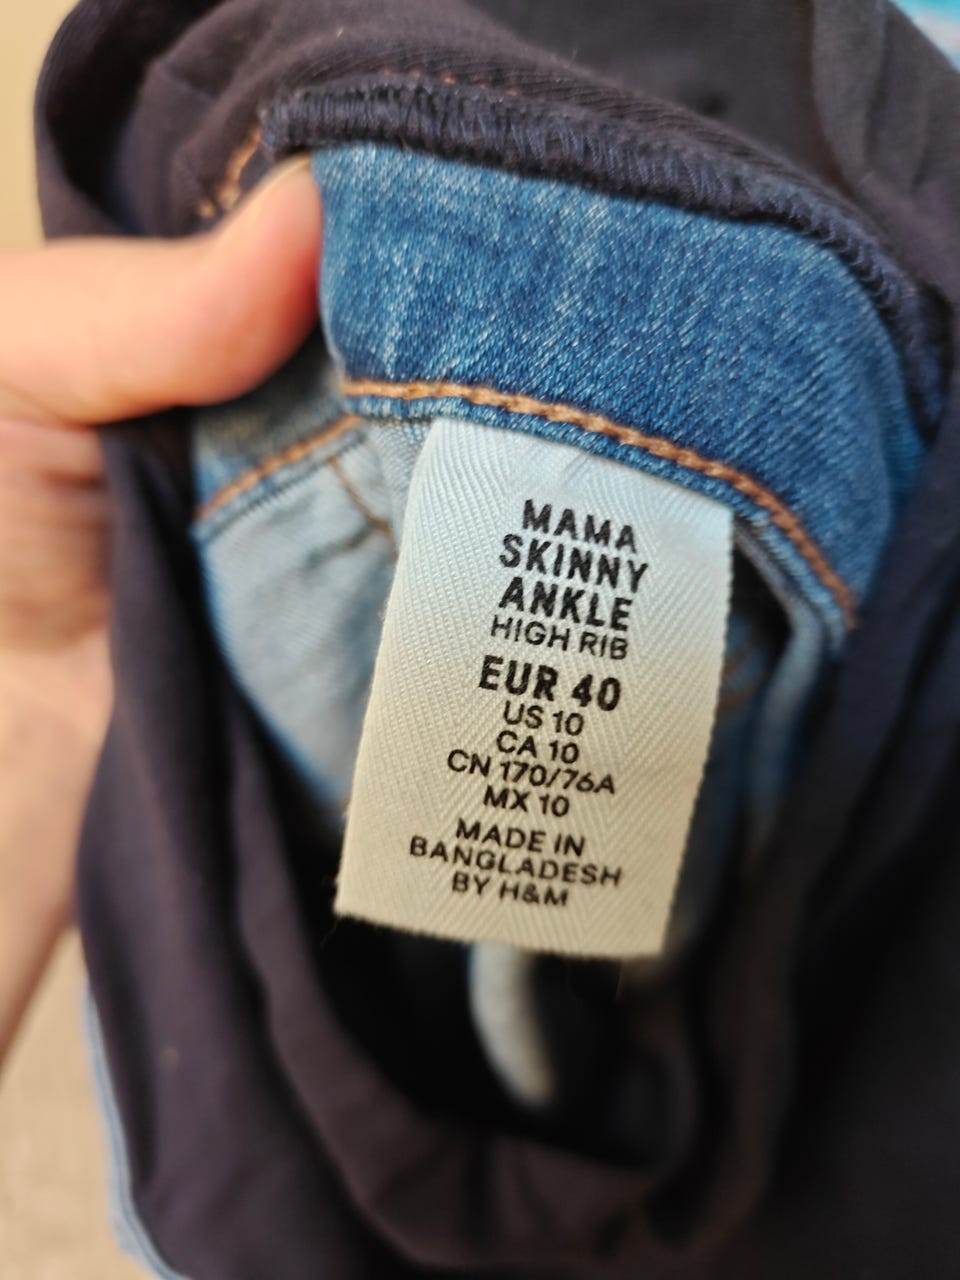 MAMA
SKINNY
ANKLE
HIGH RIB
EUR 40
US 10
CA 10
CN 170/76A
MX 10
MADE IN
BANGLADESH
BY H&M